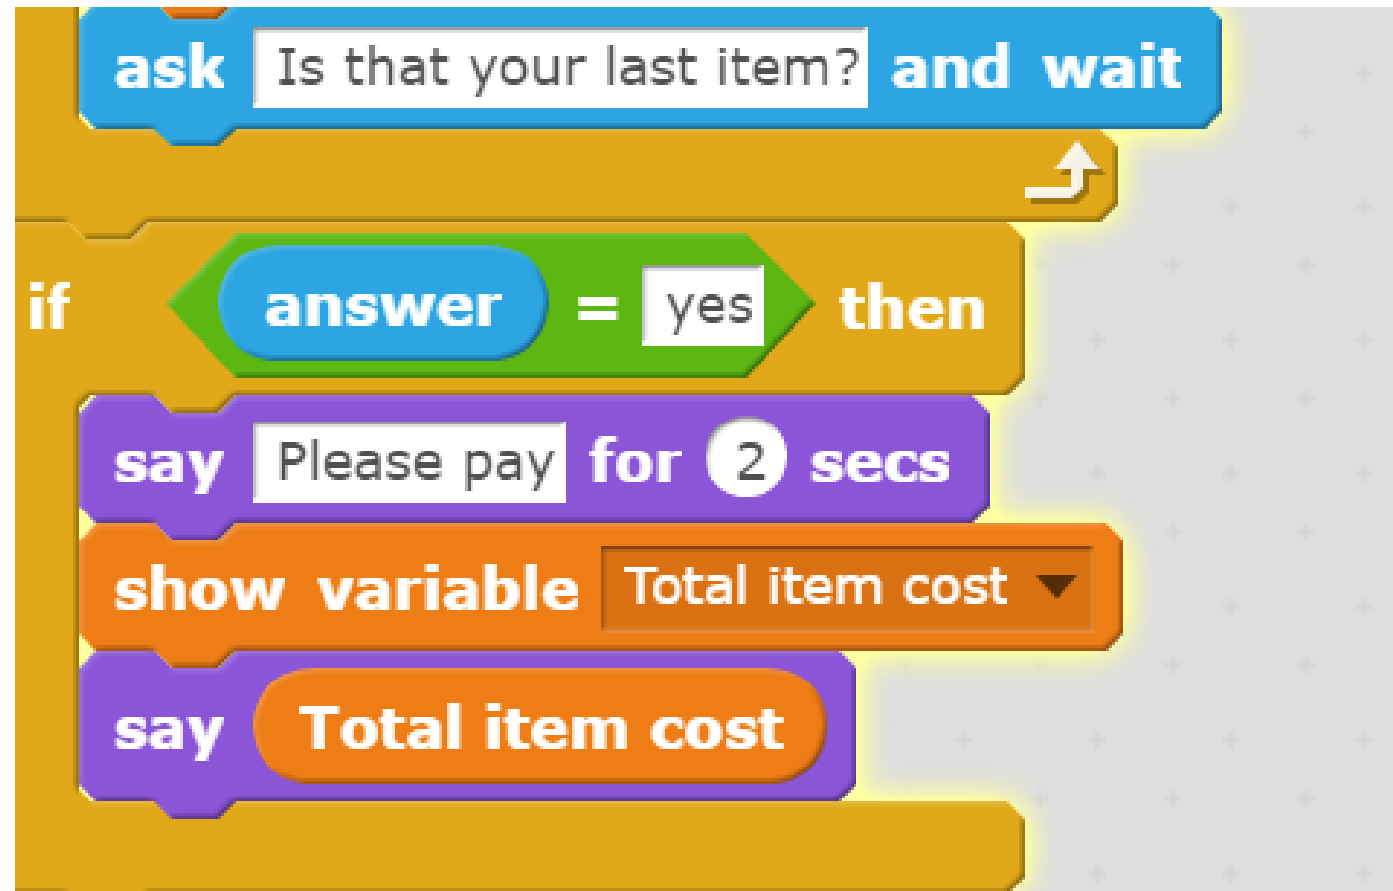 ask Is that your last item? and wait
if answer = yes then
say Please pay for 2 secs
show variable Total item cost
say Total item cost